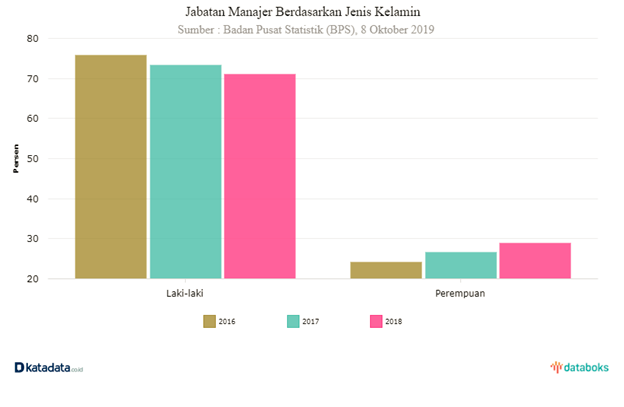 Jabatan Manajer Berdasarkan Jenis Kelamin
Sumber : Badan Pusat Statistik (BPS), 8 Oktober 2019
80
70
60
50
40
30
20
Persen
Laki-laki
Perempuan
2016
2017
2018
Dkatadata.co.id
databoks